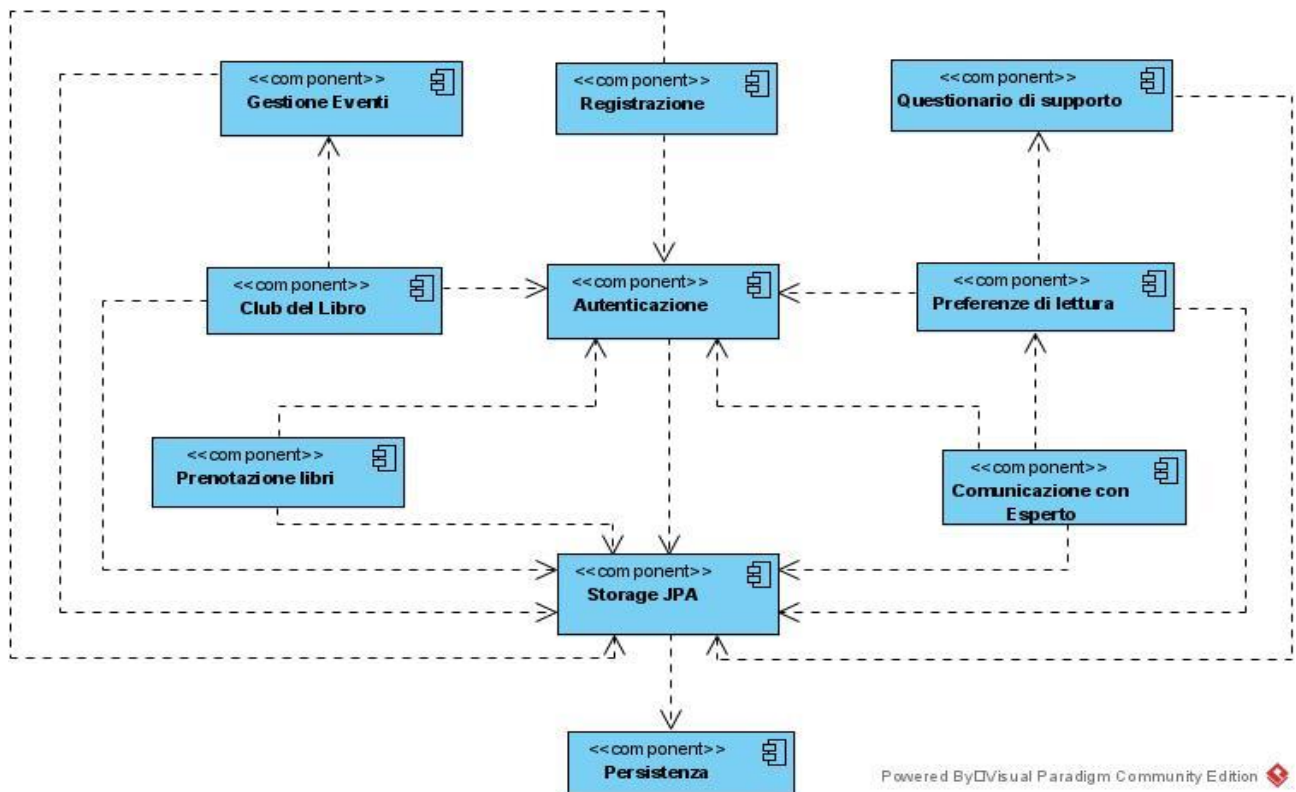 <<component>>
Gestione Eventi
<<component>>
Registrazione
<<component>>
Questionario di supporto
<<component>>
Club del Libro
<<component>>
Autenticazione
<<component>>
Preferenze di lettura
<<component>>
Prenotazione libri
<<component>>
Comunicazione con
Esperto
<<component>>
Storage JPA
<<component>>
Persistenza
Powered By□Visual Paradigm Community Edition